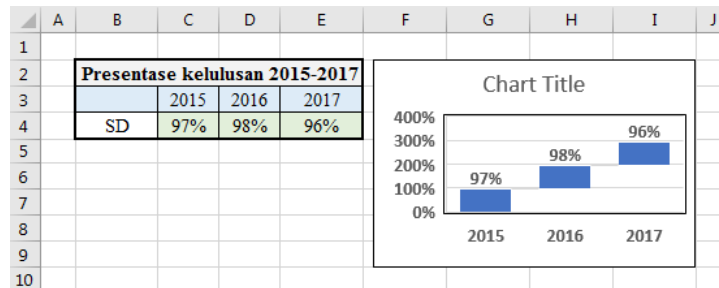 A B C D E F G H I J
1
2 Presentase kelulusan 2015-2017
3 2015 2016 2017
4 SD 97% 98% 96%
5
6
7
8
9
10
Chart Title
400%
300%
200%
100%
0%
97% 98% 96%
2015 2016 2017